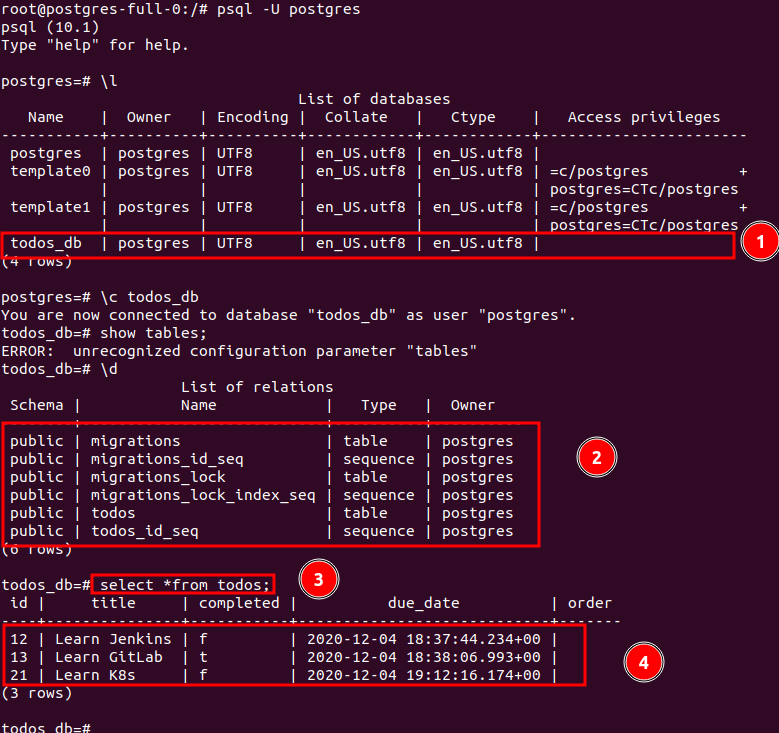 root@postgres-full-0:/# psql -U postgres
psql (10.1)
Type "help" for help.
postgres=# \l
List of databases
Name | Owner | Encoding | Collate | Ctype | Access privileges
-----------+----------+----------+------------+------------+-----------------------
postgres | postgres | UTF8 | en_US.utf8 | en_US.utf8 |
template0 | postgres | UTF8 | en_US.utf8 | en_US.utf8 | =c/postgres +
| | | | | postgres=CTc/postgres
template1 | postgres | UTF8 | en_US.utf8 | en_US.utf8 | =c/postgres +
| | | | | postgres=CTc/postgres
todos_db | postgres | UTF8 | en_US.utf8 | en_US.utf8 |
1
(4 rows)
postgres=# \c todos_db
You are now connected to database "todos_db" as user "postgres".
todos_db=# show tables;
ERROR: unrecognized configuration parameter "tables"
todos_db=# \d
List of relations
Schema | Name | Type | Owner
--------+---------------------------+----------+----------
public | migrations | table | postgres
public | migrations_id_seq | sequence | postgres
2
public | migrations_lock | table | postgres
public | migrations_lock_index_seq | sequence | postgres
public | todos | table | postgres
public | todos_id_seq | sequence | postgres
(6 rows)
todos_db=# select *from todos;
3
id | title | completed | due_date | order
----+---------------+-----------+----------------------------+-------
12 | Learn Jenkins | f | 2020-12-04 18:37:44.234+00 |
13 | Learn GitLab | t | 2020-12-04 18:38:06.993+00 |
4
21 | Learn K8s | f | 2020-12-04 19:12:16.174+00 |
(3 rows)
todos_db=#